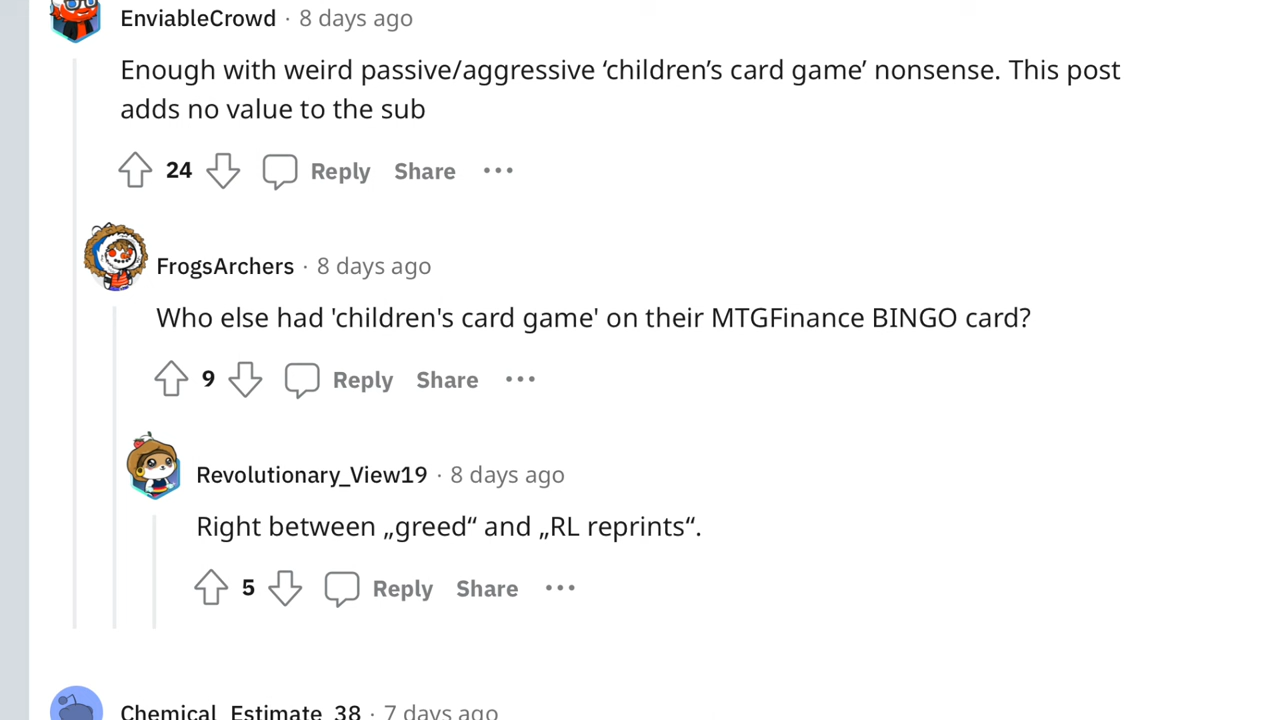 EnviableCrowd · 8 days ago
Enough with weird passive/aggressive ‘children’s card game’ nonsense. This post
adds no value to the sub
24 Reply Share ···
FrogsArchers · 8 days ago
Who else had 'children's card game' on their MTGFinance BINGO card?
9 Reply Share ···
Revolutionary_View19 · 8 days ago
Right between „greed“ and „RL reprints“.
5 Reply Share ···
Chemical_Estimate_38 · 7 days ago